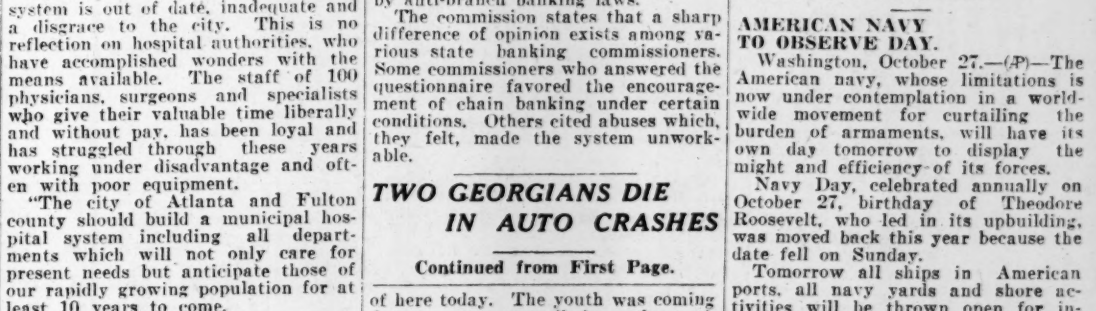 system is out of date, inadequate and
a disgrace to the city. This is no
reflection on hospital authorities, who
have accomplished wonders with the
means available. The staff of 100
physicians, surgeons and specialists
who give their valuable time liberally
and without pay, has been loyal and
has struggled through these years
working under disadvantage and oft-
en with poor equipment.
"The city of Atlanta and Fulton
county should build a municipal hos-
pital system including all depart-
ments which will not only care for
present needs but anticipate those of
our rapidly growing population for at
least 10 years to come.
by anti-branch banking laws.
The commission states that a sharp
difference of opinion exists among va-
rious state banking commissioners.
Some commissioners who answered the
questionnaire favored the encourage-
ment of chain banking under certain
conditions. Others cited abuses which,
they felt, made the system unwork-
able.
TWO GEORGIANS DIE
IN AUTO CRASHES
Continued from First Page.
of here today. The youth was coming
AMERICAN NAVY
TO OBSERVE DAY.
Washington, October 27.—(AP)—The
American navy, whose limitations is
now under contemplation in a world-
wide movement for curtailing the
burden of armaments, will have its
own day tomorrow to display the
might and efficiency of its forces.
Navy Day, celebrated annually on
October 27, birthday of Theodore
Roosevelt, who led in its upbuilding,
was moved back this year because the
date fell on Sunday.
Tomorrow all ships in American
ports, all navy yards and shore ac-
tivities will be thrown open for in-